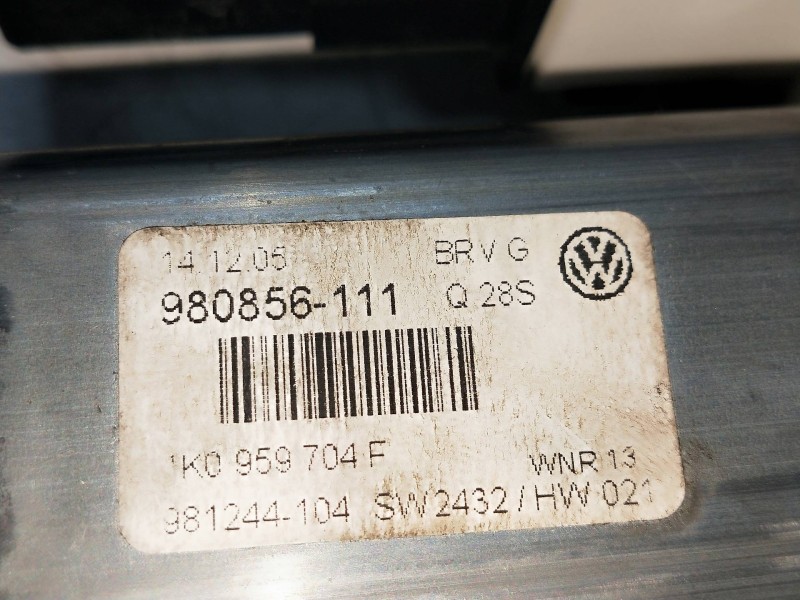 14.12.05 BR V G
980856-111 Q 28S
1K0 959 704 F WNR 13
981244-104 SW2432 / HW 021